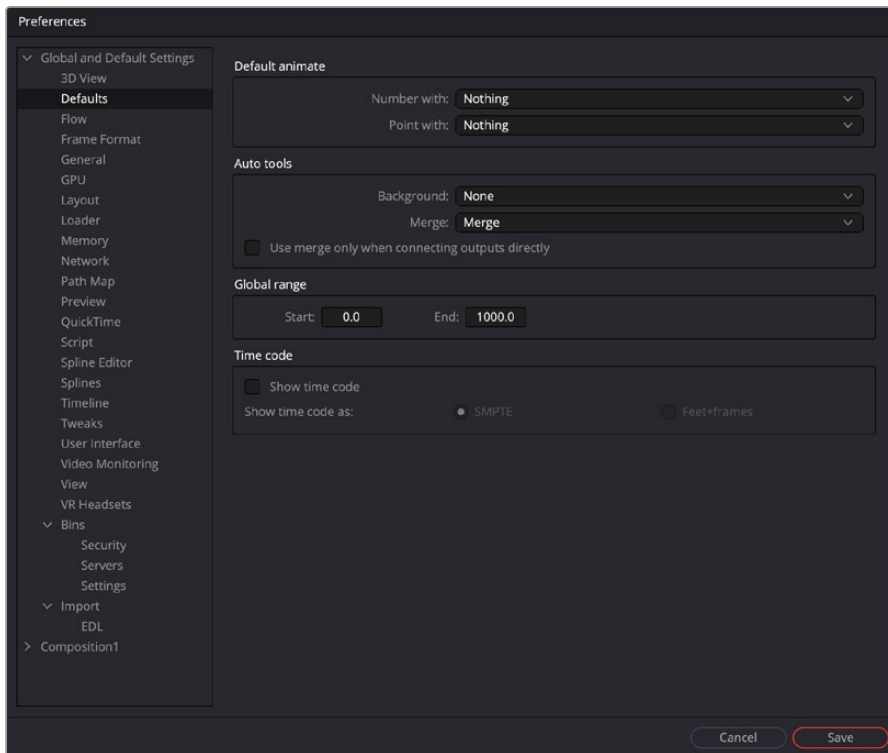 Preferences
Global and Default Settings
3D View
Defaults
Flow
Frame Format
General
GPU
Layout
Loader
Memory
Network
Path Map
Preview
QuickTime
Script
Spline Editor
Splines
Timeline
Tweaks
User Interface
Video Monitoring
View
VR Headsets
Bins
Security
Servers
Settings
Import
EDL
Composition1
Default animate
Number with: Nothing
Point with: Nothing
Auto tools
Background: None
Merge: Merge
Use merge only when connecting outputs directly
Global range
Start: 0.0 End: 1000.0
Time code
Show time code
Show time code as: SMPTE Feet+frames
Cancel Save